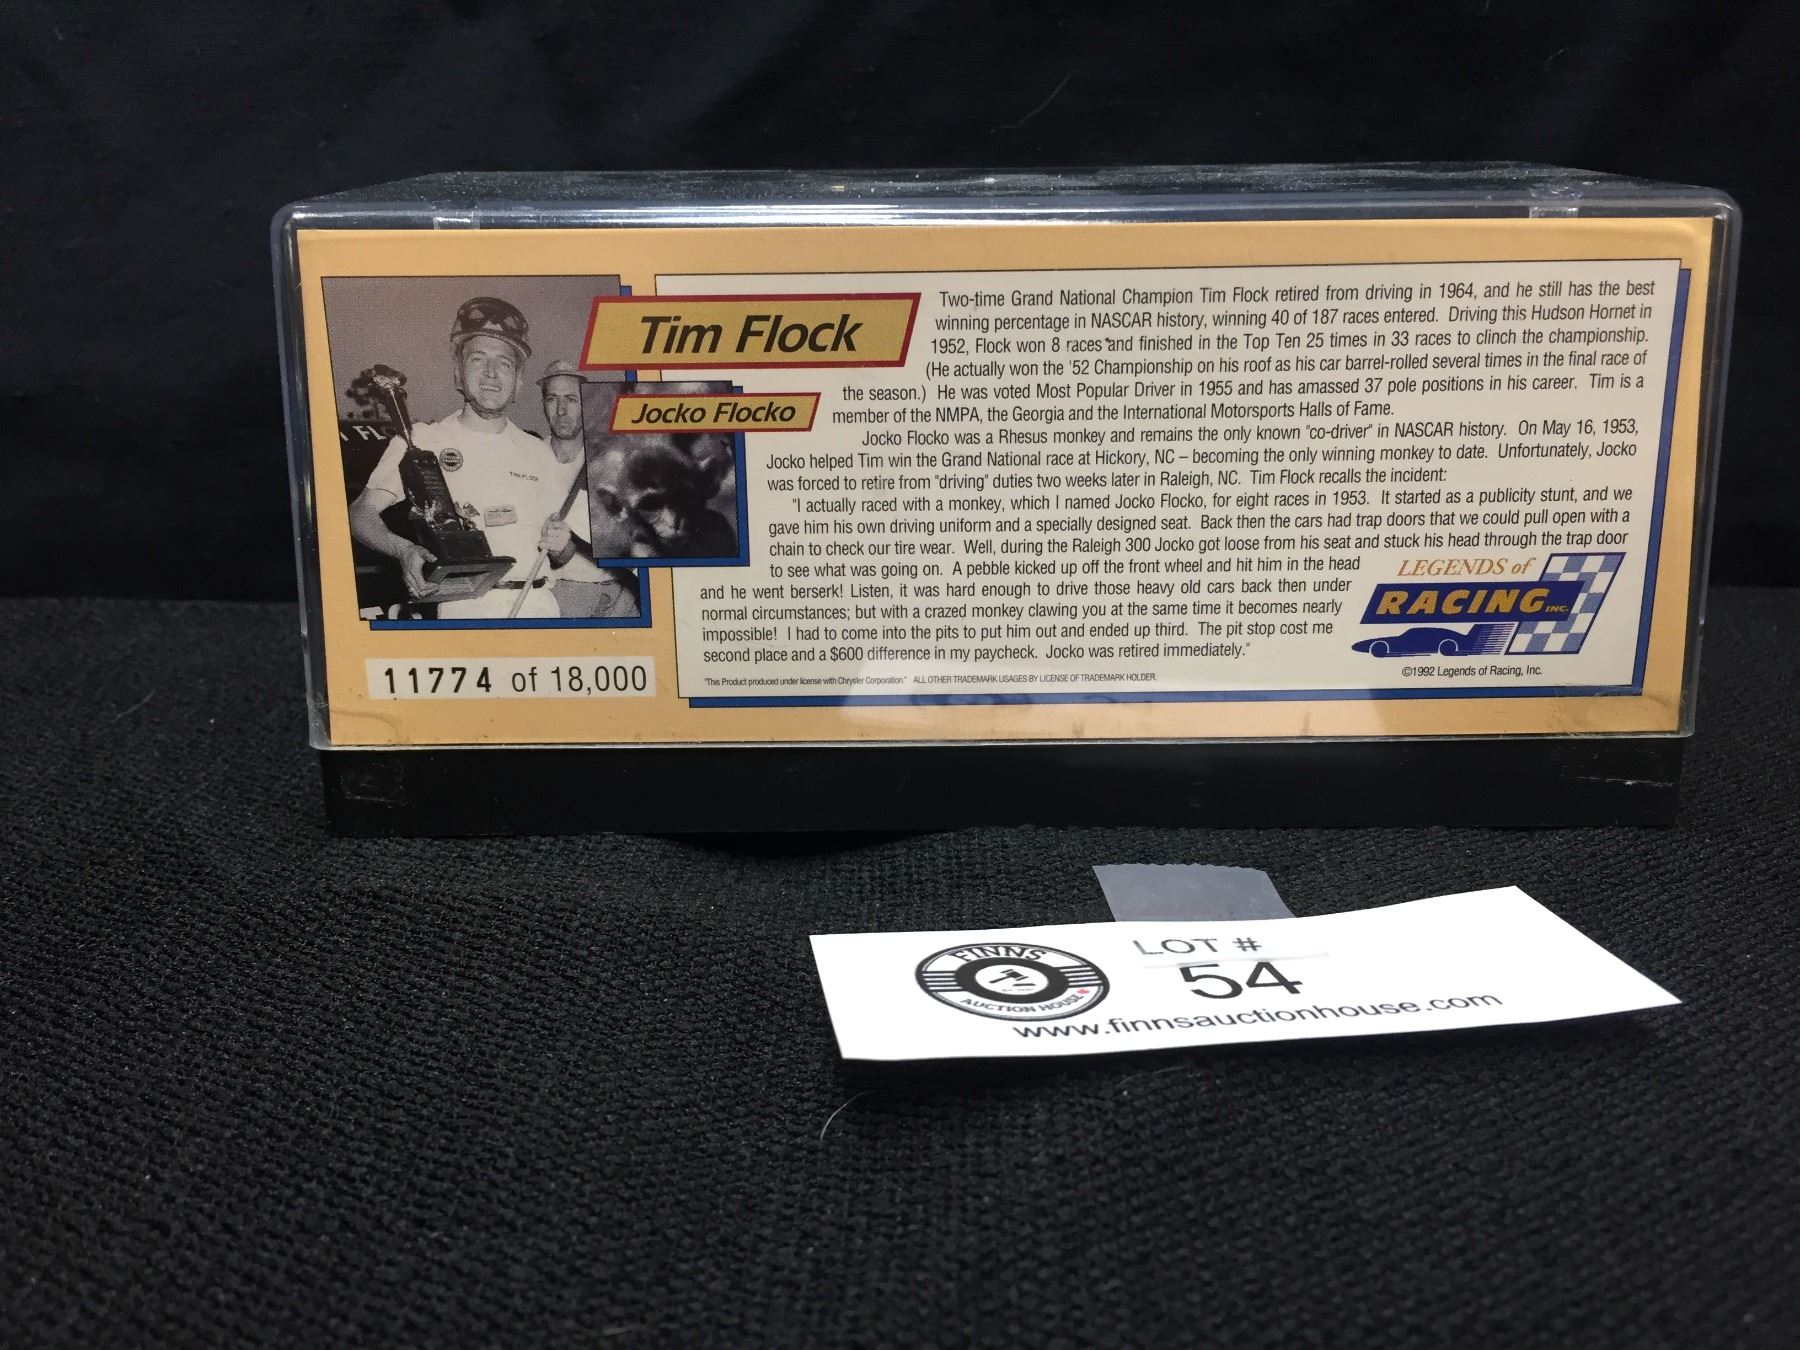 Tim Flock
Jocko Flocko
Two-time Grand National Champion Tim Flock retired from driving in 1964, and he still has the best
winning percentage in NASCAR history, winning 40 of 187 races entered. Driving this Hudson Hornet in
1952, Flock won 8 races and finished in the Top Ten 25 times in 33 races to clinch the championship.
(He actually won the '52 Championship on his roof as his car barrel-rolled several times in the final race of
the season.) He was voted Most Popular Driver in 1955 and has amassed 37 pole positions in his career. Tim is a
member of the NMPA, the Georgia and the International Motorsports Halls of Fame.
Jocko Flocko was a Rhesus monkey and remains the only known "co-driver" in NASCAR history. On May 16, 1953,
Jocko helped Tim win the Grand National race at Hickory, NC – becoming the only winning monkey to date. Unfortunately, Jocko
was forced to retire from "driving" duties two weeks later in Raleigh, NC. Tim Flock recalls the incident:
"I actually raced with a monkey, which I named Jocko Flocko, for eight races in 1953. It started as a publicity stunt, and we
gave him his own driving uniform and a specially designed seat. Back then the cars had trap doors that we could pull open with a
chain to check our tire wear. Well, during the Raleigh 300 Jocko got loose from his seat and stuck his head through the trap door
to see what was going on. A pebble kicked up off the front wheel and hit him in the head
and he went berserk! Listen, it was hard enough to drive those heavy old cars back then under
normal circumstances; but with a crazed monkey clawing you at the same time it becomes nearly
impossible! I had to come into the pits to put him out and ended up third. The pit stop cost me
second place and a $600 difference in my paycheck. Jocko was retired immediately."
"This Product produced under license with Chrysler Corporation." ALL OTHER TRADEMARK USAGES BY LICENSE OF TRADEMARK HOLDER.
LEGENDS of
RACING INC.
©1992 Legends of Racing, Inc.
11774 of 18,000
TIM FLOCK
FINNS
AUCTION HOUSE
LOT #
54
www.finnsauctionhouse.com